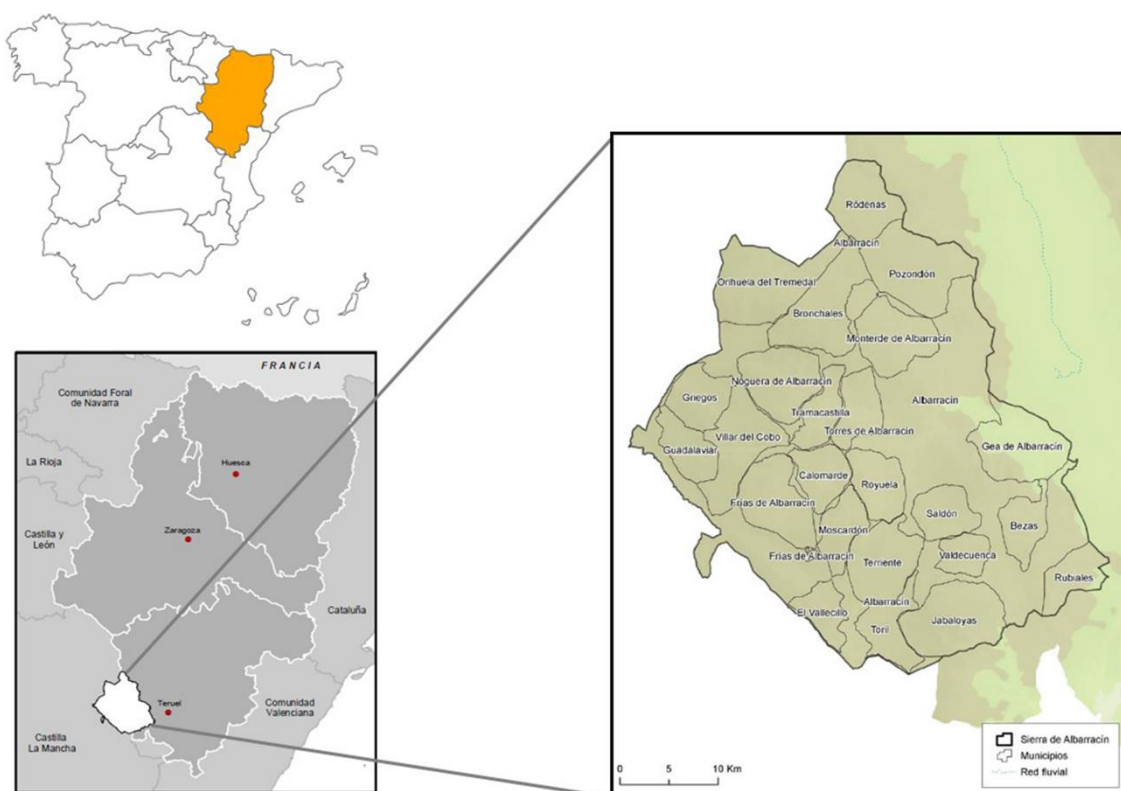 FRANCIA
Comunidad Foral
de Navarra
La Rioja
Huesca
Castilla y
León
Zaragoza
Cataluña
Teruel
Comunidad
Valenciana
Castilla
La Mancha
Ródenas
Albarracín
Pozondón
Orihuela del Tremedal
Bronchales
Monterde de Albarracín
Noguera de Albarracín
Griegos
Albarracín
Tramacastilla
Torres de Albarracín
Villar del Cobo
Guadalaviar
Gea de Albarracín
Calomarde
Royuela
Frías de Albarracín
Saldón
Bezas
Moscardón
Frías de Albarracín
Terriente
Valdecuenca
Rubiales
Albarracín
El Vallecillo
Jabaloyas
Toril
Sierra de Albarracín
Municipios
Red fluvial
0 5 10 Km